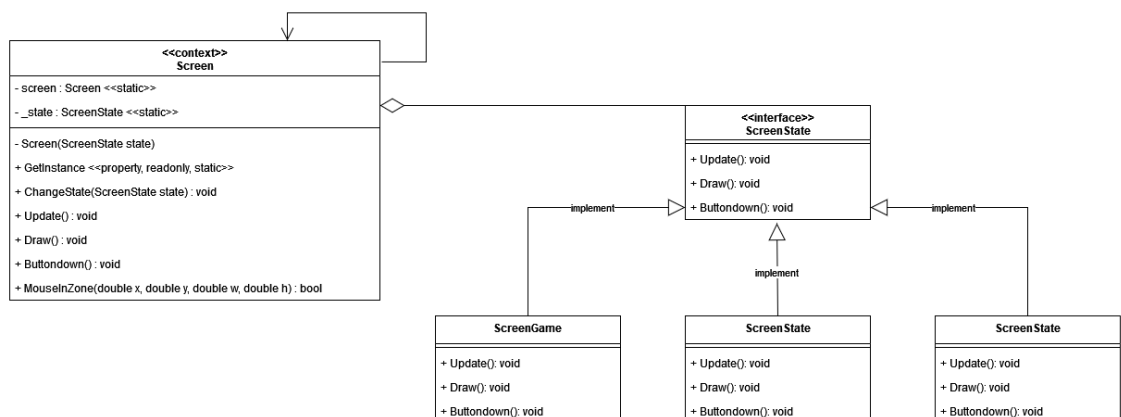 <<context>>
Screen
- screen : Screen <<static>>
- _state : ScreenState <<static>>
- Screen(ScreenState state)
+ GetInstance <<property, readonly, static>>
+ ChangeState(ScreenState state) : void
+ Update() : void
+ Draw() : void
+ Buttondown() : void
+ MouseInZone(double x, double y, double w, double h) : bool
<<interface>>
ScreenState
+ Update(): void
+ Draw(): void
+ Buttondown(): void
implement
implement
implement
ScreenGame
+ Update(): void
+ Draw(): void
+ Buttondown(): void
ScreenState
+ Update(): void
+ Draw(): void
+ Buttondown(): void
ScreenState
+ Update(): void
+ Draw(): void
+ Buttondown(): void